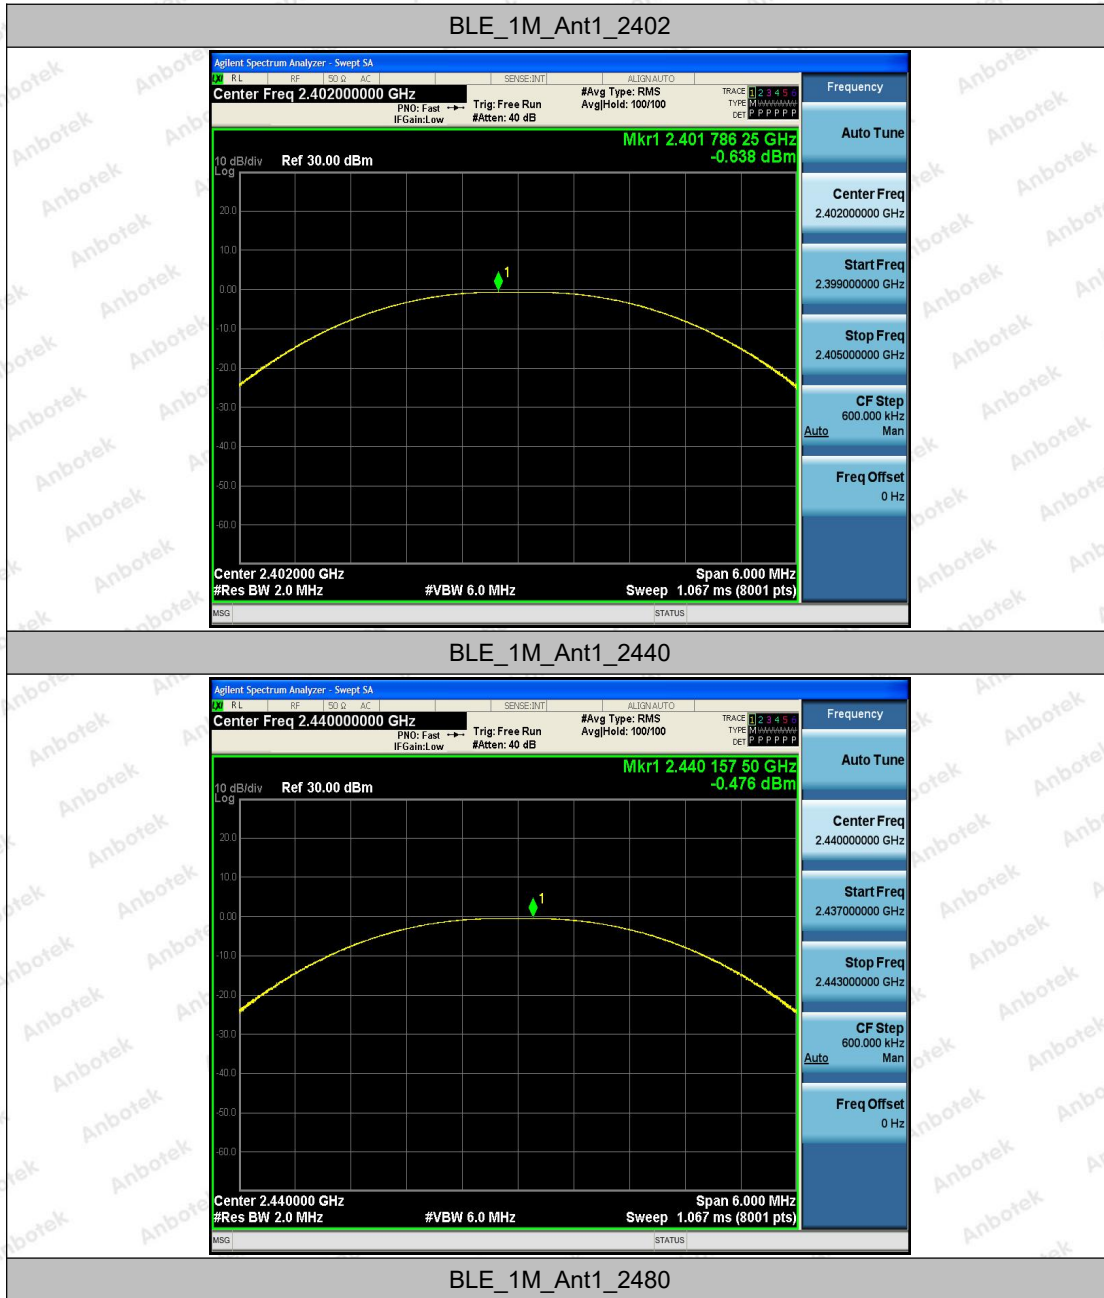 BLE_1M_Ant1_2402
Agilent Spectrum Analyzer - Swept SA
RL RF 50 Ω AC SENSE:INT ALIGNAUTO
Center Freq 2.402000000 GHz
PNO: Fast
IFGain:Low
Trig: Free Run
#Atten: 40 dB
#Avg Type: RMS
Avg|Hold: 100/100
TRACE 1 2 3 4 5 6
TYPE M
DET P P P P P P
Mkr1 2.401 786 25 GHz
-0.638 dBm
10 dB/div Ref 30.00 dBm
Log
20.0
10.0
0.00
-10.0
-20.0
-30.0
-40.0
-50.0
-60.0
1
Center 2.402000 GHz Span 6.000 MHz
#Res BW 2.0 MHz #VBW 6.0 MHz Sweep 1.067 ms (8001 pts)
MSG STATUS
Frequency
Auto Tune
Center Freq
2.402000000 GHz
Start Freq
2.399000000 GHz
Stop Freq
2.405000000 GHz
CF Step
600.000 kHz
Auto Man
Freq Offset
0 Hz
BLE_1M_Ant1_2440
Agilent Spectrum Analyzer - Swept SA
RL RF 50 Ω AC SENSE:INT ALIGNAUTO
Center Freq 2.440000000 GHz
PNO: Fast
IFGain:Low
Trig: Free Run
#Atten: 40 dB
#Avg Type: RMS
Avg|Hold: 100/100
TRACE 1 2 3 4 5 6
TYPE M
DET P P P P P P
Mkr1 2.440 157 50 GHz
-0.476 dBm
10 dB/div Ref 30.00 dBm
Log
20.0
10.0
0.00
-10.0
-20.0
-30.0
-40.0
-50.0
-60.0
1
Center 2.440000 GHz Span 6.000 MHz
#Res BW 2.0 MHz #VBW 6.0 MHz Sweep 1.067 ms (8001 pts)
MSG STATUS
Frequency
Auto Tune
Center Freq
2.440000000 GHz
Start Freq
2.437000000 GHz
Stop Freq
2.443000000 GHz
CF Step
600.000 kHz
Auto Man
Freq Offset
0 Hz
BLE_1M_Ant1_2480